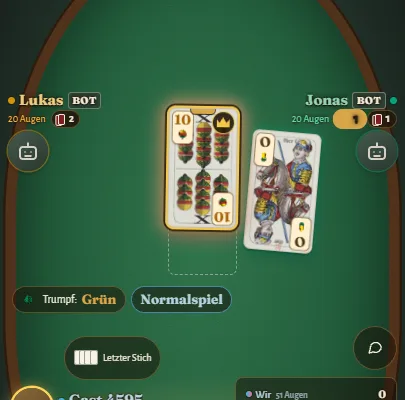 Lukas BOT
20 Augen 2
Jonas BOT
20 Augen 1 1
10
10
O
O
Trumpf: Grün
Normalspiel
Letzter Stich
Wir 51 Augen 0